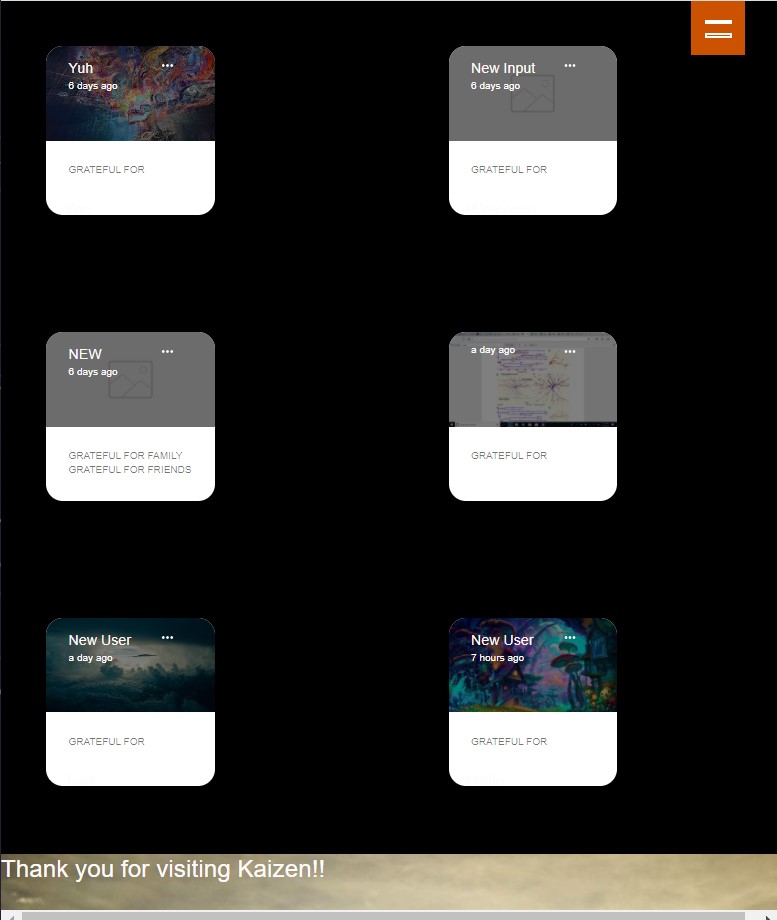 Yuh
6 days ago
GRATEFUL FOR
New Input
6 days ago
GRATEFUL FOR
NEW
6 days ago
GRATEFUL FOR FAMILY
GRATEFUL FOR FRIENDS
a day ago
GRATEFUL FOR
New User
a day ago
GRATEFUL FOR
New User
7 hours ago
GRATEFUL FOR
Thank you for visiting Kaizen!!